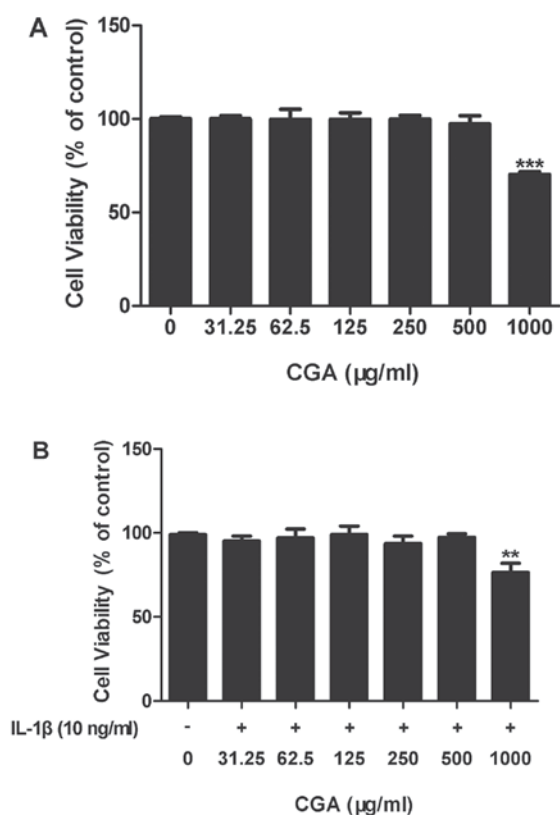 A
Cell Viability (% of control)
150
100
50
0
***
0 31.25 62.5 125 250 500 1000
CGA (µg/ml)
B
Cell Viability (% of control)
150
100
50
0
**
IL-1β (10 ng/ml) - + + + + + +
0 31.25 62.5 125 250 500 1000
CGA (µg/ml)